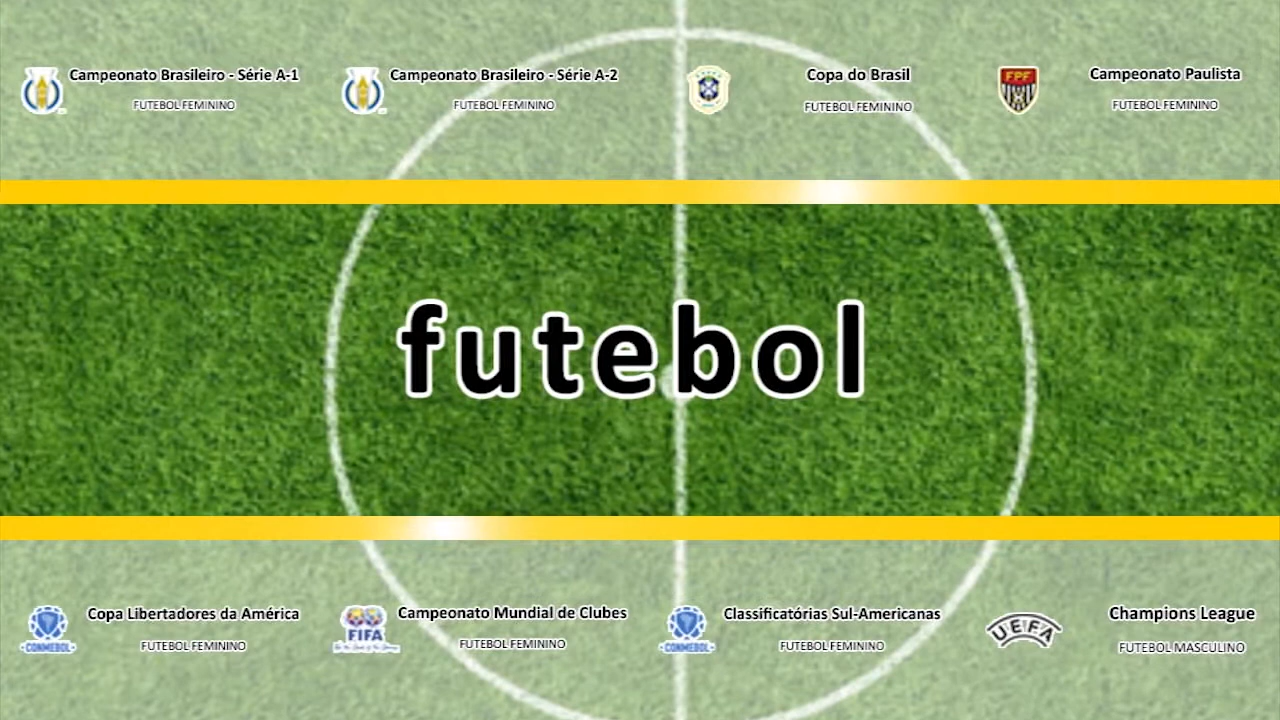 Campeonato Brasileiro - Série A-1
FUTEBOL FEMININO
Campeonato Brasileiro - Série A-2
FUTEBOL FEMININO
Copa do Brasil
FUTEBOL FEMININO
FPF
Campeonato Paulista
FUTEBOL FEMININO
futebol
CONMEBOL
Copa Libertadores da América
FUTEBOL FEMININO
FIFA
Campeonato Mundial de Clubes
FUTEBOL FEMININO
CONMEBOL
Classificatórias Sul-Americanas
FUTEBOL FEMININO
UEFA
Champions League
FUTEBOL MASCULINO